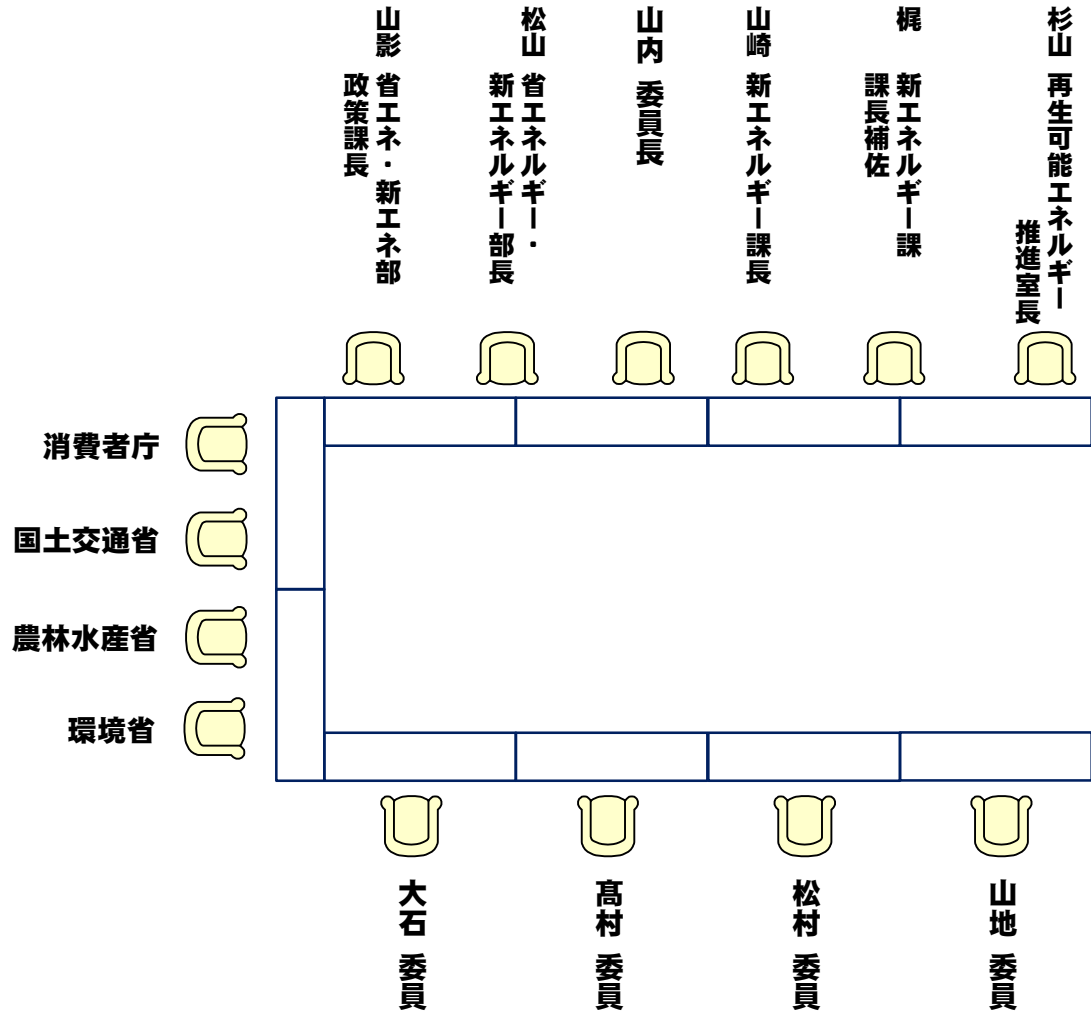 山影 省エネ・新エネ部
政策課長
松山 省エネルギー・
新エネルギー部長
山内 委員長
山崎 新エネルギー課長
梶 新エネルギー課
課長補佐
杉山 再生可能エネルギー
推進室長
消費者庁
国土交通省
農林水産省
環境省
大石 委員
髙村 委員
松村 委員
山地 委員